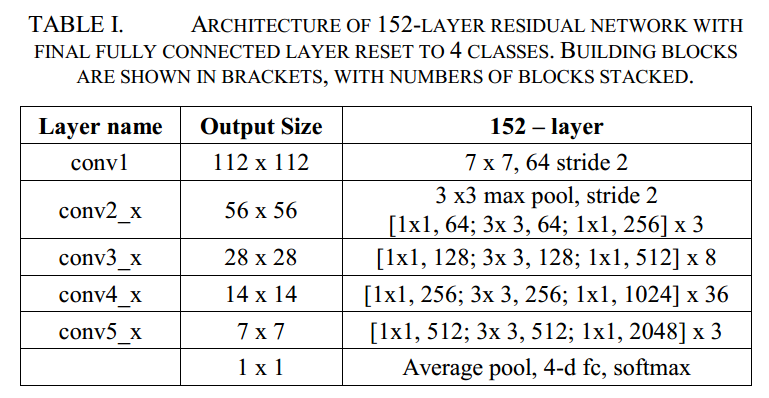 TABLE I. ARCHITECTURE OF 152-LAYER RESIDUAL NETWORK WITH
FINAL FULLY CONNECTED LAYER RESET TO 4 CLASSES. BUILDING BLOCKS
ARE SHOWN IN BRACKETS, WITH NUMBERS OF BLOCKS STACKED.
Layer name Output Size 152 – layer
conv1 112 x 112 7 x 7, 64 stride 2
conv2_x 56 x 56 3 x3 max pool, stride 2
[1x1, 64; 3x 3, 64; 1x1, 256] x 3
conv3_x 28 x 28 [1x1, 128; 3x 3, 128; 1x1, 512] x 8
conv4_x 14 x 14 [1x1, 256; 3x 3, 256; 1x1, 1024] x 36
conv5_x 7 x 7 [1x1, 512; 3x 3, 512; 1x1, 2048] x 3
1 x 1 Average pool, 4-d fc, softmax